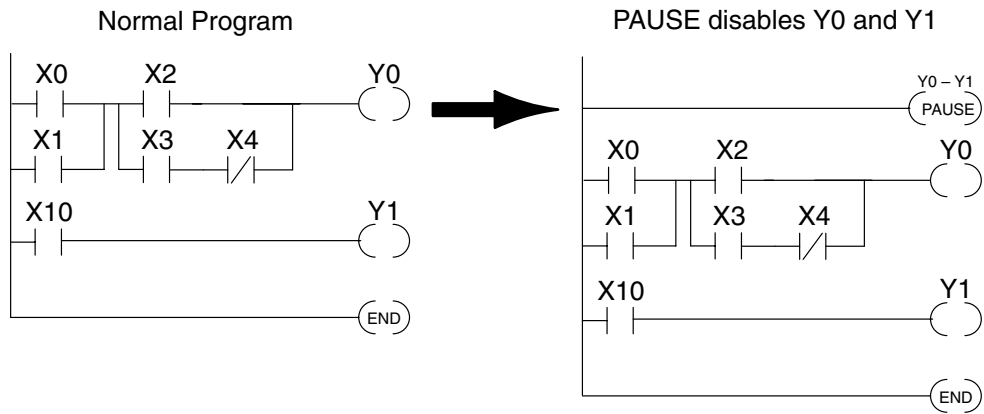 Normal Program
X0 X2 Y0
X1 X3 X4
X10 Y1
END
PAUSE disables Y0 and Y1
Y0 – Y1
PAUSE
X0 X2 Y0
X1 X3 X4
X10 Y1
END